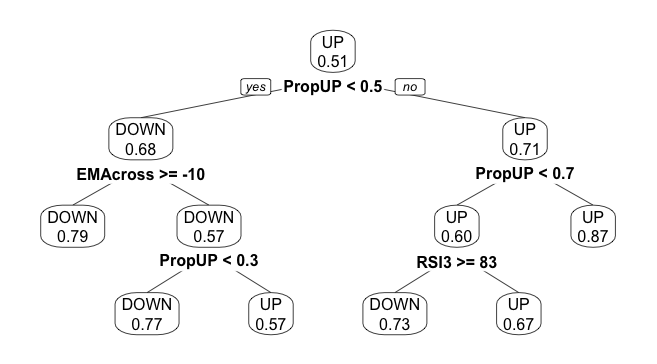 UP
0.51
yes PropUP < 0.5 no
DOWN
0.68
UP
0.71
EMAcross >= -10
PropUP < 0.7
DOWN
0.79
DOWN
0.57
UP
0.60
UP
0.87
PropUP < 0.3
RSI3 >= 83
DOWN
0.77
UP
0.57
DOWN
0.73
UP
0.67